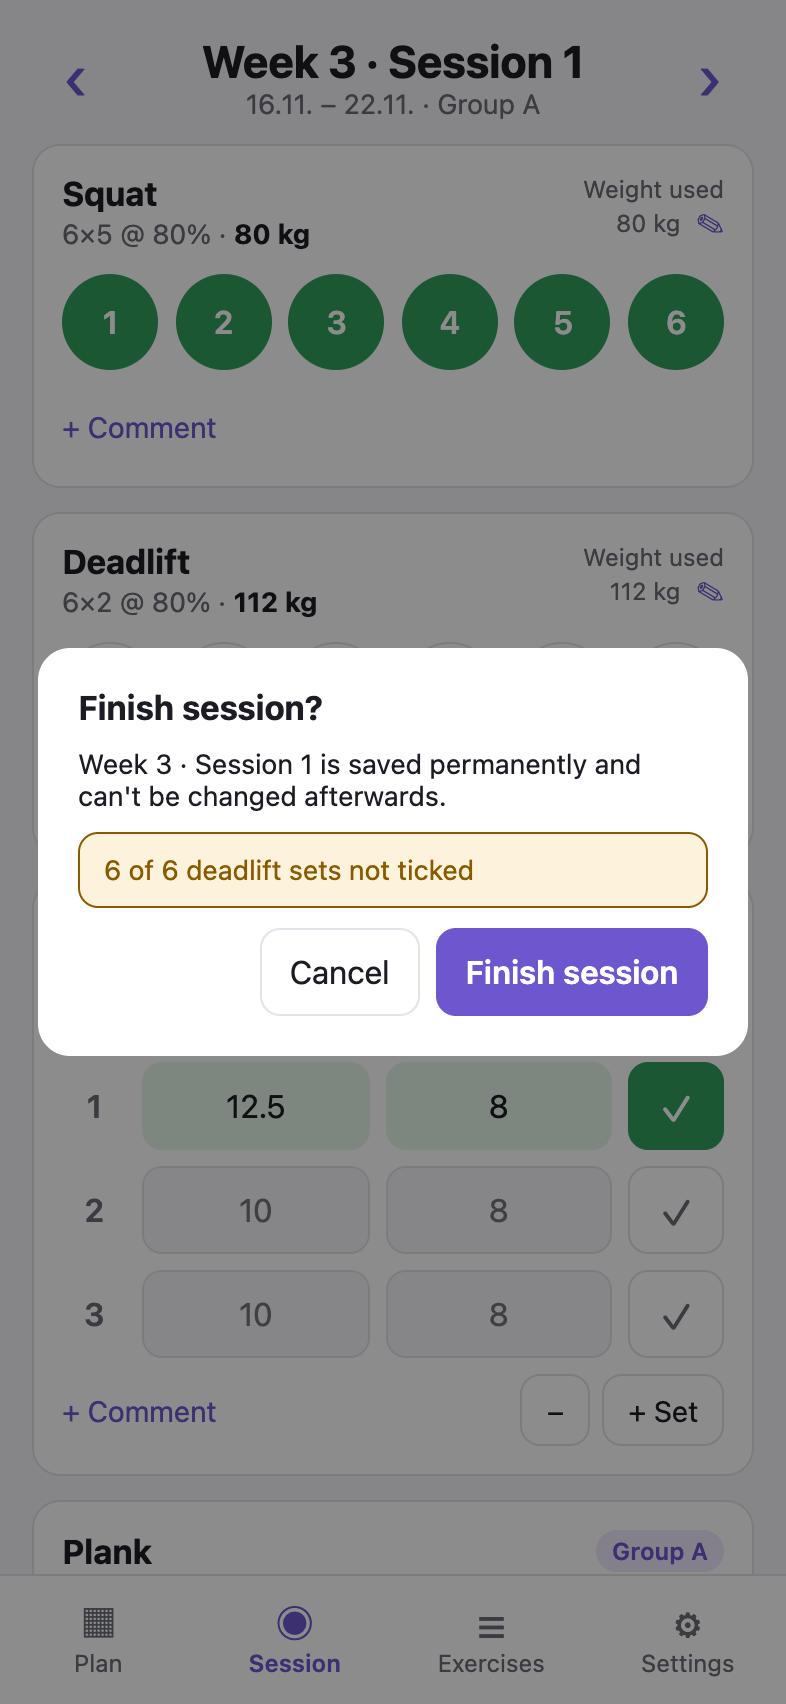 ‹ Week 3 · Session 1 ›
16.11. – 22.11. · Group A
Squat
Weight used
6×5 @ 80% · 80 kg
80 kg ✎
1 2 3 4 5 6
+ Comment
Deadlift
Weight used
6×2 @ 80% · 112 kg
112 kg ✎
Finish session?
Week 3 · Session 1 is saved permanently and
can't be changed afterwards.
6 of 6 deadlift sets not ticked
Cancel
Finish session
1 12.5 8 ✓
2 10 8 ✓
3 10 8 ✓
+ Comment
–
+ Set
Plank
Group A
Plan
Session
Exercises
Settings